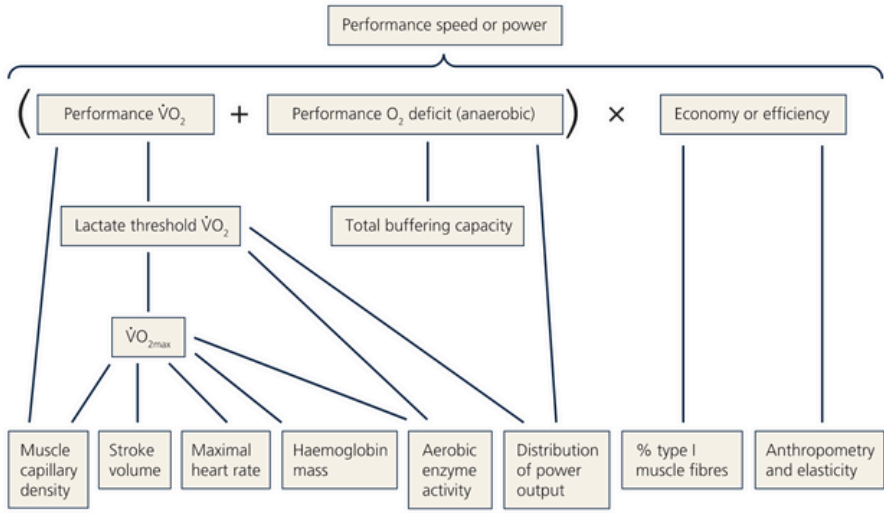 Performance speed or power
( Performance V̇O₂ + Performance O₂ deficit (anaerobic) ) × Economy or efficiency
Lactate threshold V̇O₂
Total buffering capacity
V̇O₂max
Muscle
capillary
density
Stroke
volume
Maximal
heart rate
Haemoglobin
mass
Aerobic
enzyme
activity
Distribution
of power
output
% type I
muscle fibres
Anthropometry
and elasticity